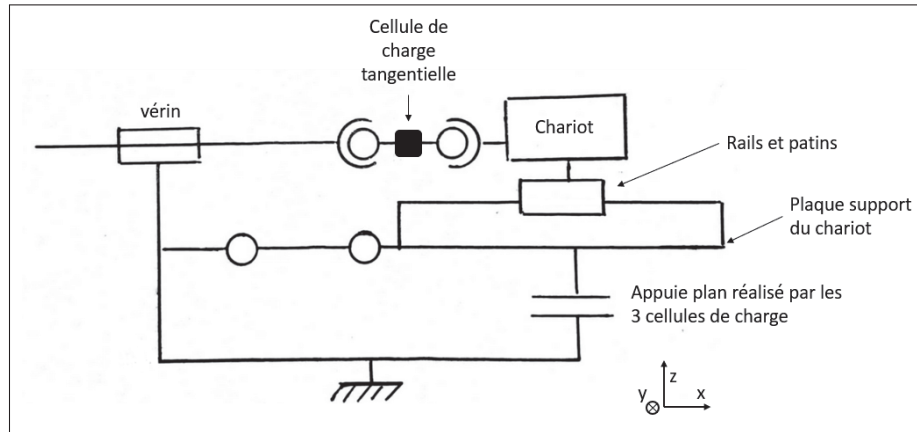 Cellule de
charge
tangentielle
vérin
Chariot
Rails et patins
Plaque support
du chariot
Appuie plan réalisé par les
3 cellules de charge
z
y
x